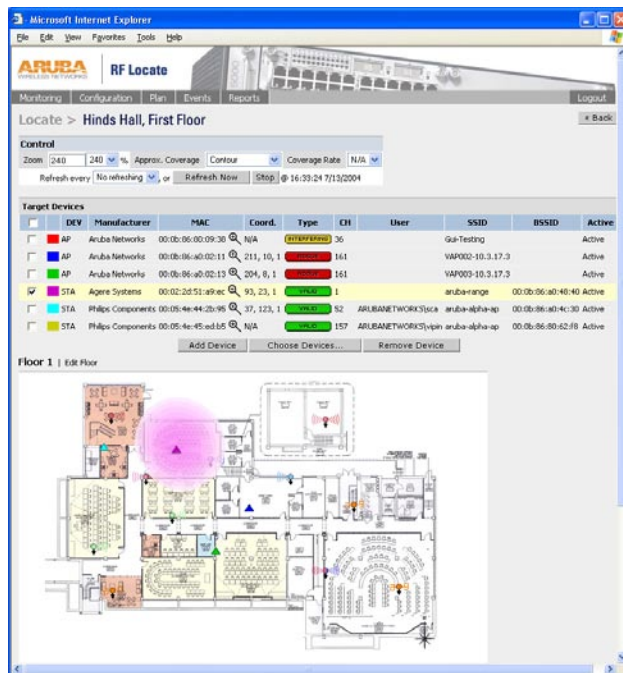 - Microsoft Internet Explorer
File Edit View Favorites Tools Help
ARUBA
WIRELESS NETWORKS
RF Locate
Monitoring Configuration Plan Events Reports Logout
Locate > Hinds Hall, First Floor
« Back
Control
Zoom 240 240 % Approx. Coverage Contour Coverage Rate N/A
Refresh every No refreshing , or Refresh Now Stop @ 16:33:24 7/13/2004
Target Devices
DEV Manufacturer MAC Coord. Type CH User SSID BSSID Active
AP Aruba Networks 00:0b:86:80:09:38 N/A INTERFERING 36 Gui-Testing Active
AP Aruba Networks 00:0b:86:a0:02:11 211, 10, 1 161 VAP002-10.3.17.3 Active
AP Aruba Networks 00:0b:86:a0:02:13 204, 8, 1 161 VAP003-10.3.17.3 Active
STA Agere Systems 00:02:2d:51:a9:ec 93, 23, 1 VALID 1 aruba-range 00:0b:86:a0:48:40 Active
STA Philips Components 00:05:4e:44:2b:95 37, 123, 1 VALID 52 ARUBANETWORKS\sca aruba-alpha-ap 00:0b:86:a0:4c:30 Active
STA Philips Components 00:05:4e:45:ed:b5 N/A VALID 157 ARUBANETWORKS\vipin aruba-alpha-ap 00:0b:86:80:62:f8 Active
Add Device Choose Devices... Remove Device
Floor 1 | Edit Floor